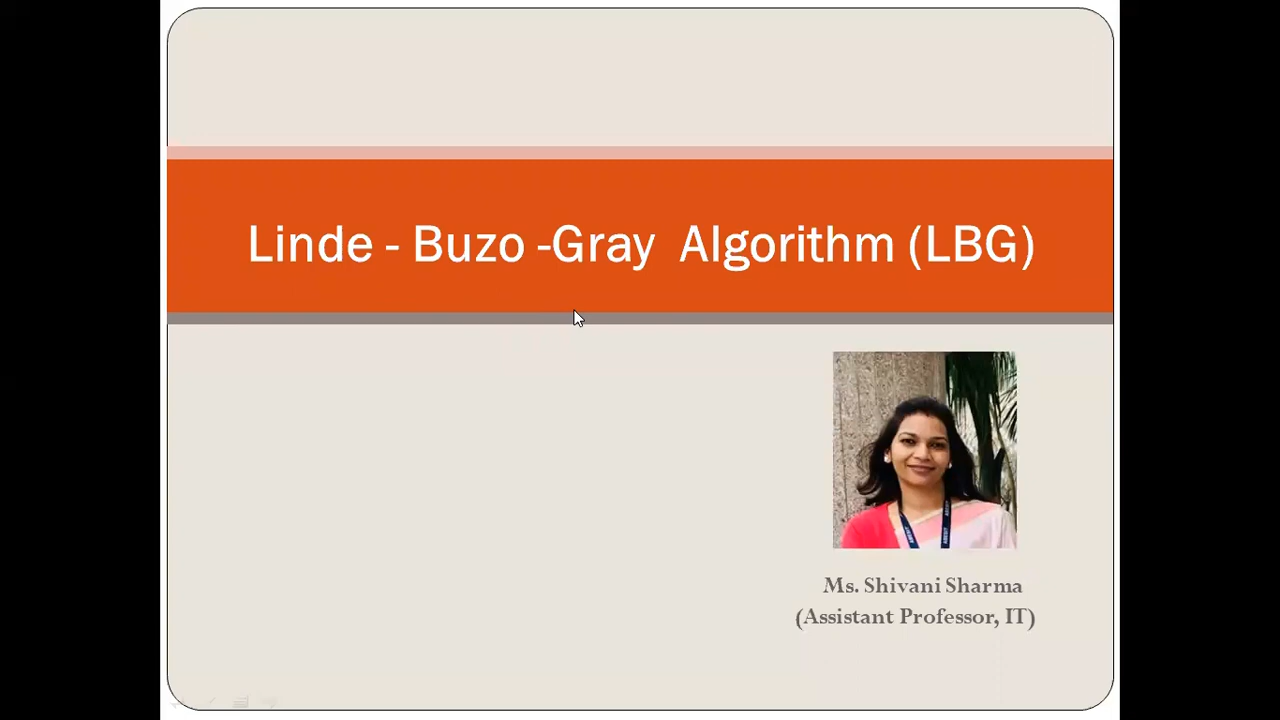 Linde - Buzo -Gray  Algorithm (LBG)
Ms. Shivani Sharma
(Assistant Professor, IT)